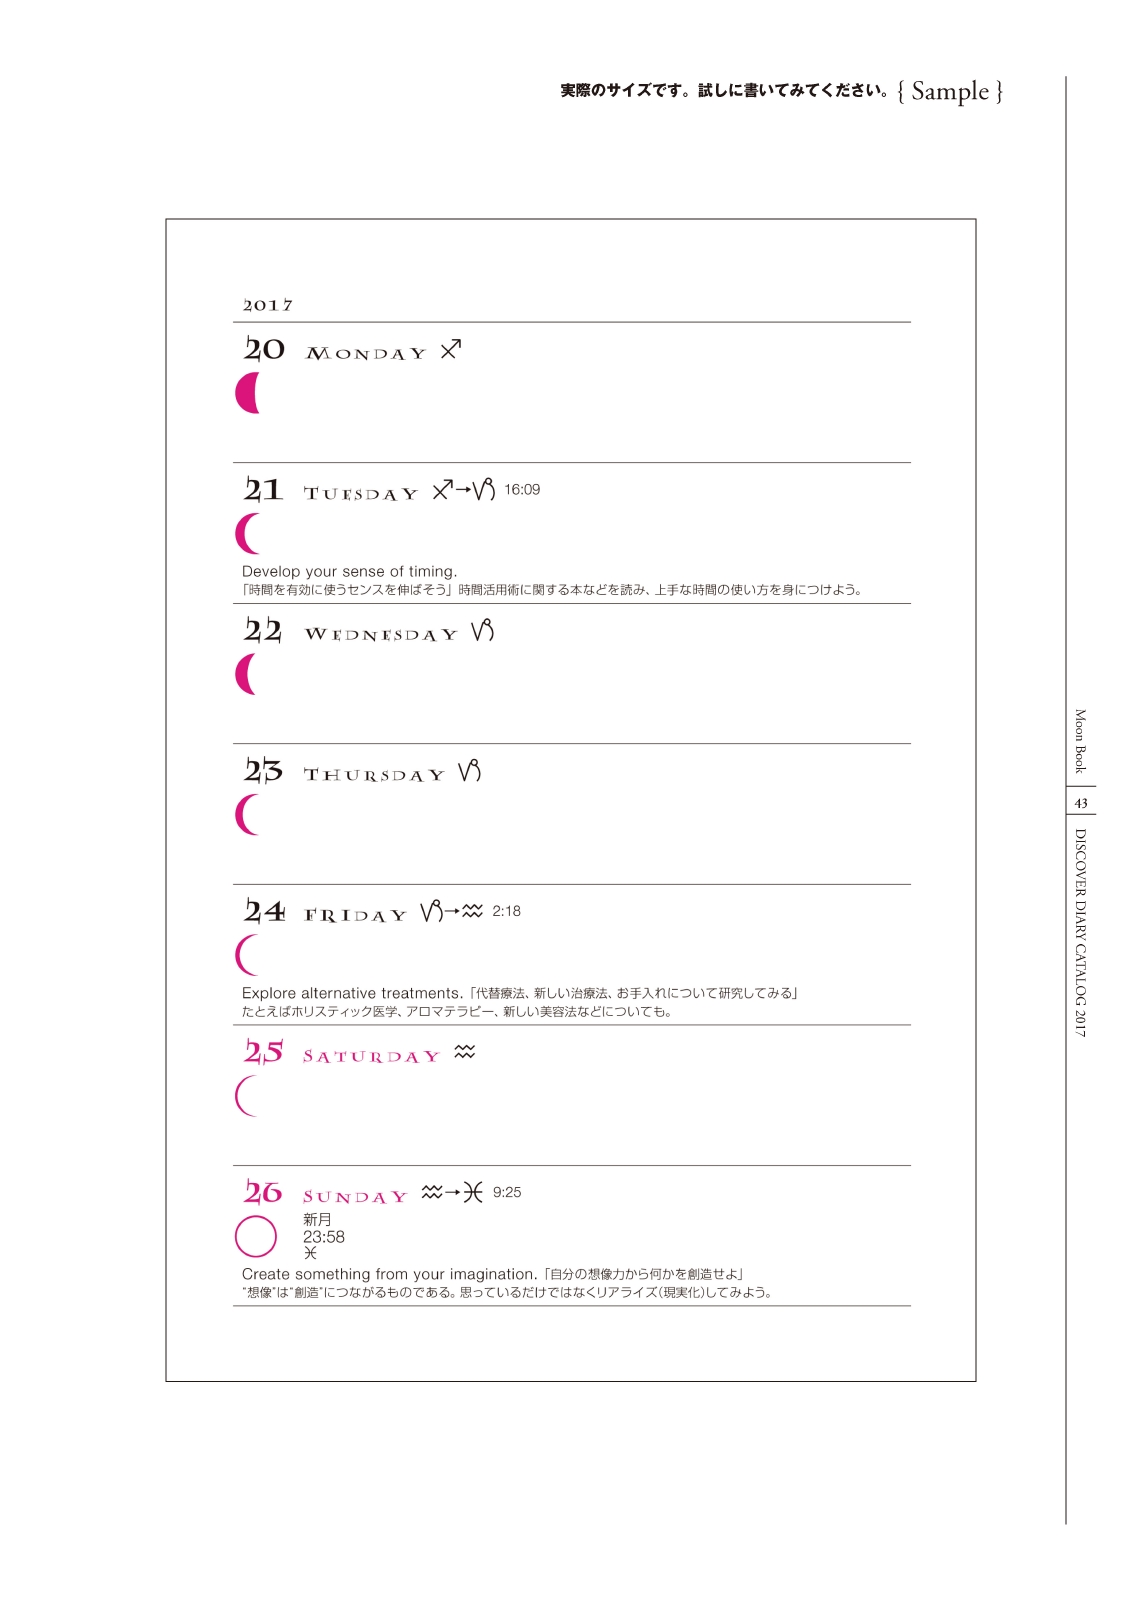 実際のサイズです。試しに書いてみてください。{ Sample }
2017
20 MONDAY ♐
21 TUESDAY ♐→♑ 16:09
Develop your sense of timing.
「時間を有効に使うセンスを伸ばそう」時間活用術に関する本などを読み、上手な時間の使い方を身につけよう。
22 WEDNESDAY ♑
23 THURSDAY ♑
24 FRIDAY ♑→♒ 2:18
Explore alternative treatments.「代替療法、新しい治療法、お手入れについて研究してみる」
たとえばホリスティック医学、アロマテラピー、新しい美容法などについても。
25 SATURDAY ♒
26 SUNDAY ♒→♓ 9:25
新月
23:58
♓
Create something from your imagination.「自分の想像力から何かを創造せよ」
"想像"は"創造"につながるものである。思っているだけではなくリアライズ(現実化)してみよう。
Moon Book
43
DISCOVER DIARY CATALOG 2017